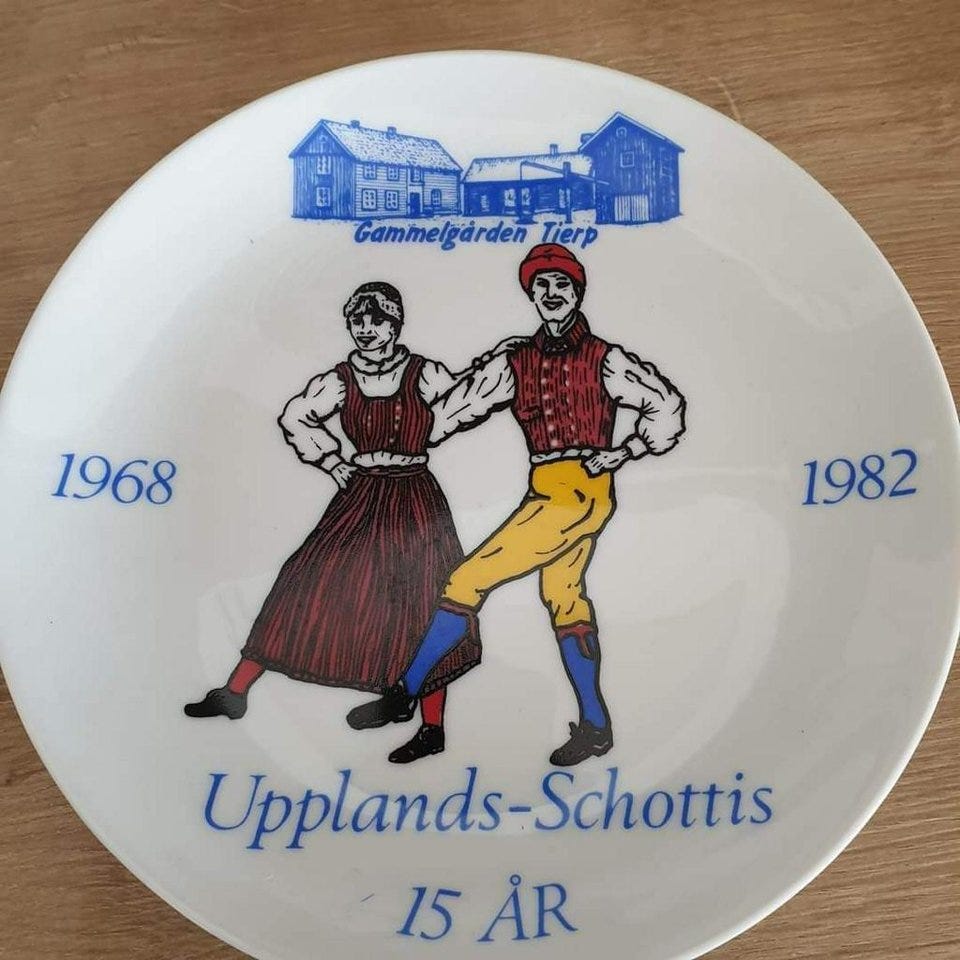 Gammelgården Tierp
1968
1982
Upplands-Schottis
15 ÅR